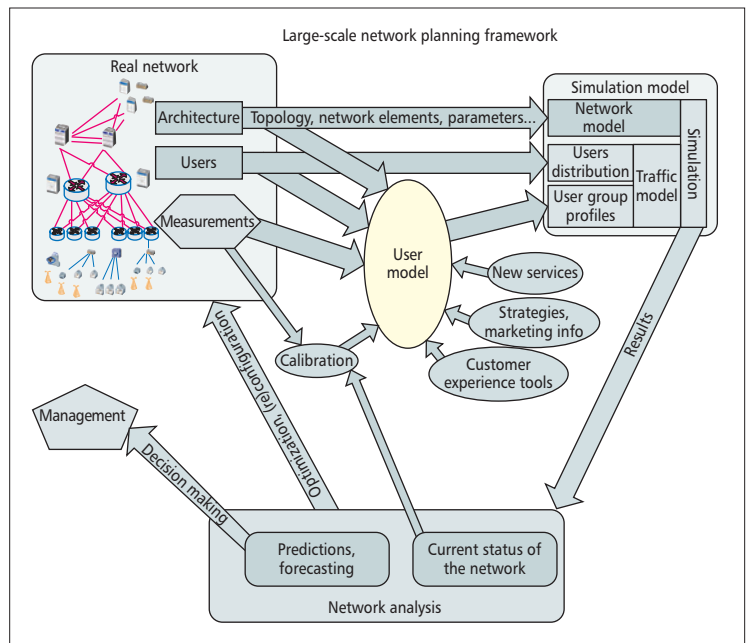 Large-scale network planning framework
Real network
Architecture
Topology, network elements, parameters...
Users
Measurements
Simulation model
Network
model
Users
distribution
User group
profiles
Traffic
model
Simulation
User
model
New services
Strategies,
marketing info
Customer
experience tools
Calibration
Results
Optimization, (re/configuration
Management
Decision making
Predictions,
forecasting
Current status of
the network
Network analysis